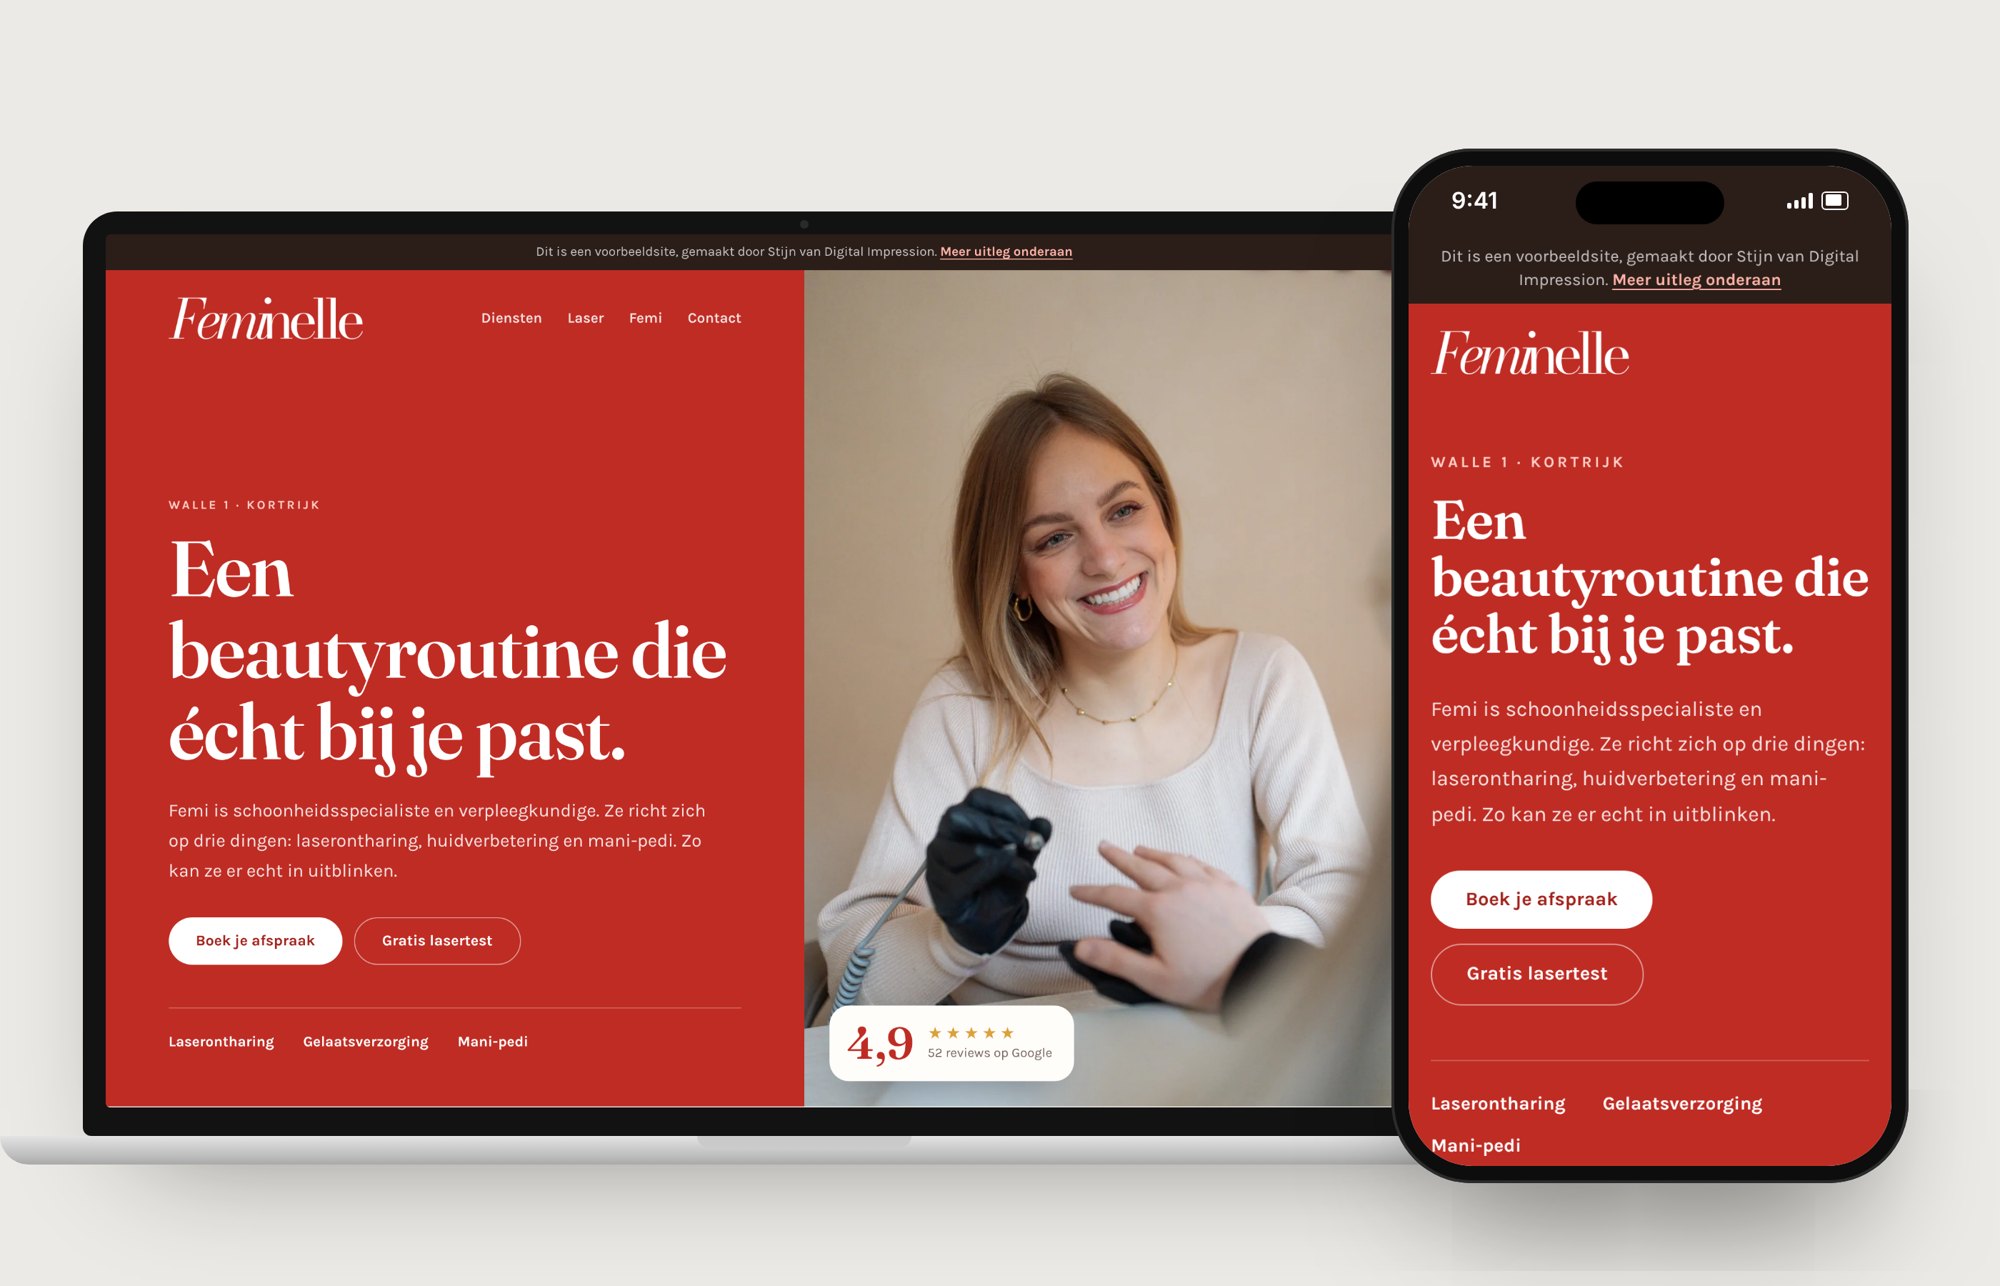 Dit is een voorbeeldsite, gemaakt door Stijn van Digital Impression. Meer uitleg onderaan
Feminelle
Diensten Laser Femi Contact
WALLE 1 · KORTRIJK
Een
beautyroutine die
écht bij je past.
Femi is schoonheidsspecialiste en verpleegkundige. Ze richt zich
op drie dingen: laserontharing, huidverbetering en mani-pedi. Zo
kan ze er echt in uitblinken.
Boek je afspraak Gratis lasertest
Laserontharing Gelaatsverzorging Mani-pedi
4,9 ★★★★★
52 reviews op Google
9:41
Dit is een voorbeeldsite, gemaakt door Stijn van Digital
Impression. Meer uitleg onderaan
Feminelle
WALLE 1 · KORTRIJK
Een
beautyroutine die
écht bij je past.
Femi is schoonheidsspecialiste en
verpleegkundige. Ze richt zich op drie dingen:
laserontharing, huidverbetering en mani-
pedi. Zo kan ze er echt in uitblinken.
Boek je afspraak
Gratis lasertest
Laserontharing Gelaatsverzorging
Mani-pedi